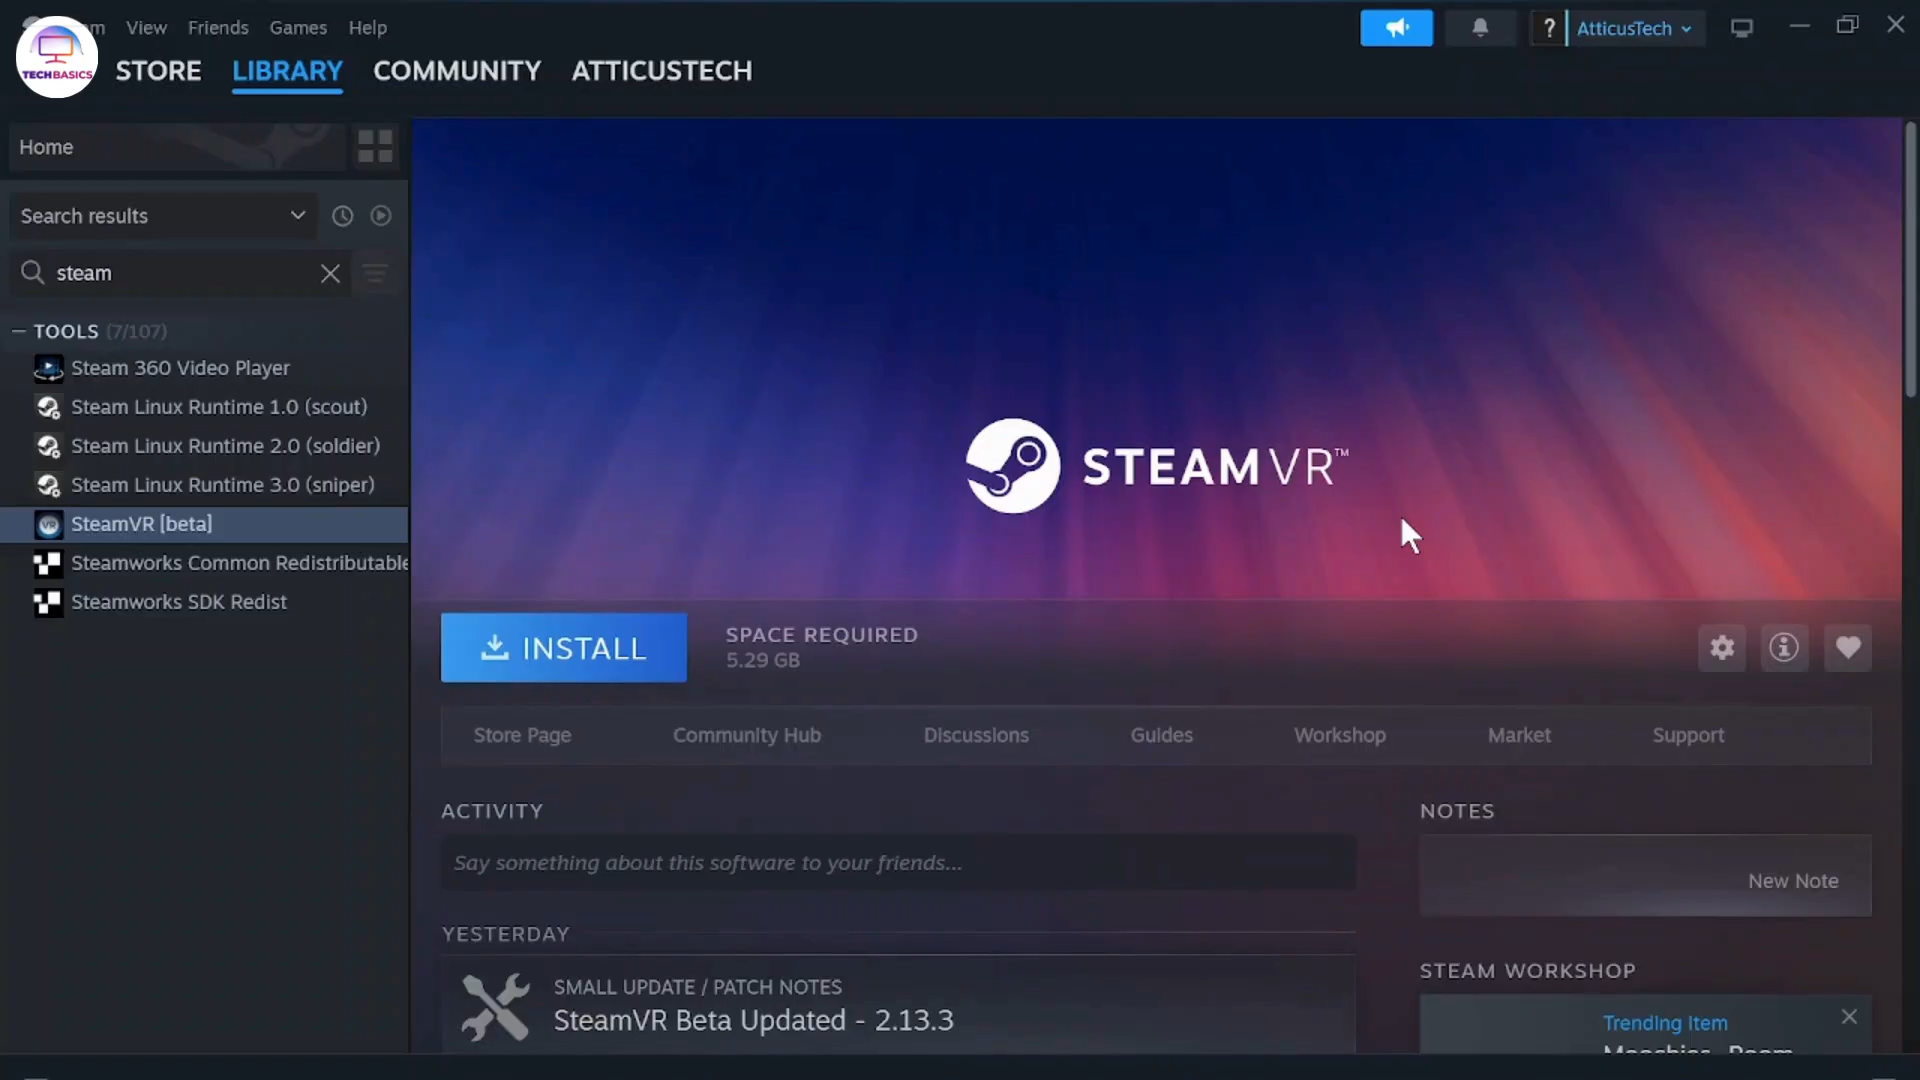 View Friends Games Help
? AtticusTech
TECHBASICS
STORE LIBRARY COMMUNITY ATTICUSTECH
Home
Search results
steam
TOOLS (7/107)
Steam 360 Video Player
Steam Linux Runtime 1.0 (scout)
Steam Linux Runtime 2.0 (soldier)
Steam Linux Runtime 3.0 (sniper)
VR SteamVR [beta]
Steamworks Common Redistributable
Steamworks SDK Redist
STEAMVR™
INSTALL
SPACE REQUIRED
5.29 GB
Store Page Community Hub Discussions Guides Workshop Market Support
ACTIVITY
Say something about this software to your friends...
YESTERDAY
SMALL UPDATE / PATCH NOTES
SteamVR Beta Updated - 2.13.3
NOTES
New Note
STEAM WORKSHOP
Trending Item